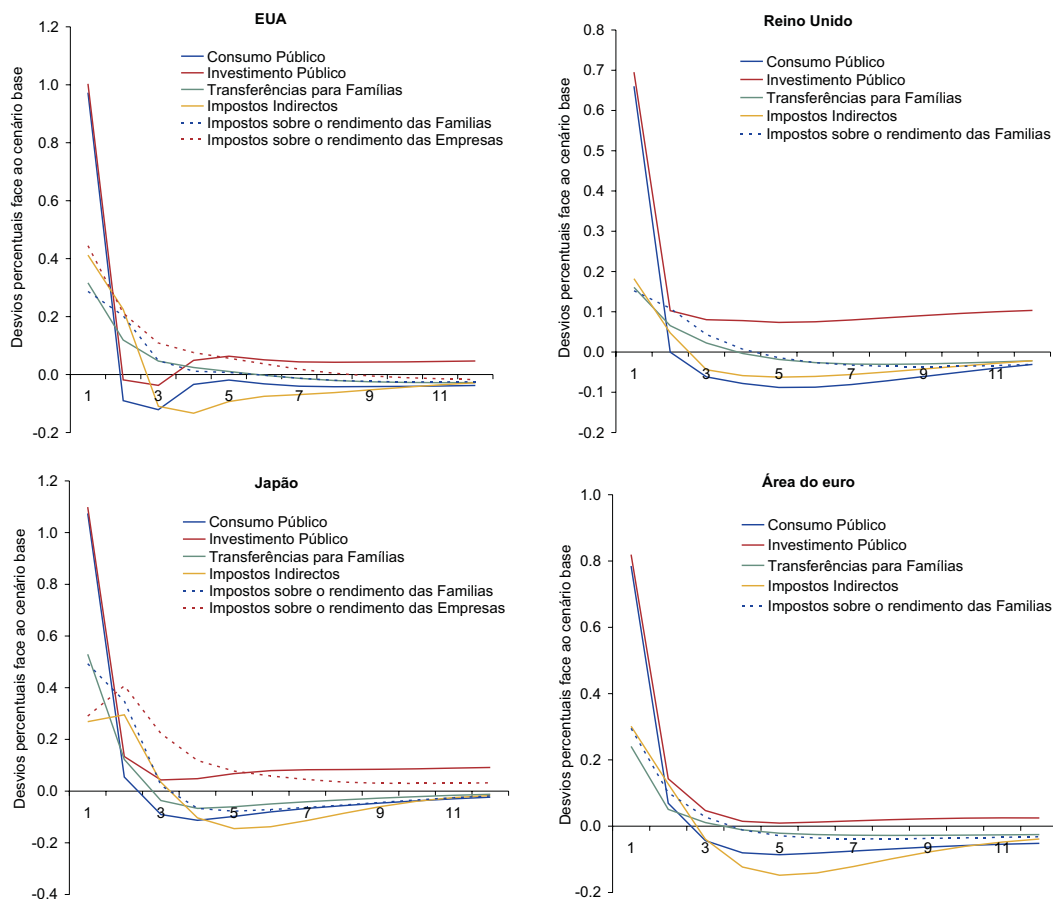 EUA
Desvios percentuais face ao cenário base
1.2
1.0
0.8
0.6
0.4
0.2
0.0
-0.2
Consumo Público
Investimento Público
Transferências para Famílias
Impostos Indirectos
Impostos sobre o rendimento das Familias
Impostos sobre o rendimento das Empresas
1 3 5 7 9 11
Reino Unido
Desvios percentuais face ao cenário base
0.8
0.7
0.6
0.5
0.4
0.3
0.2
0.1
0.0
-0.1
-0.2
Consumo Público
Investimento Público
Transferências para Famílias
Impostos Indirectos
Impostos sobre o rendimento das Familias
1 3 5 7 9 11
Japão
Desvios percentuais face ao cenário base
1.2
1.0
0.8
0.6
0.4
0.2
0.0
-0.2
-0.4
Consumo Público
Investimento Público
Transferências para Famílias
Impostos Indirectos
Impostos sobre o rendimento das Familias
Impostos sobre o rendimento das Empresas
1 3 5 7 9 11
Área do euro
Desvios percentuais face ao cenário base
1.0
0.8
0.6
0.4
0.2
0.0
-0.2
Consumo Público
Investimento Público
Transferências para Famílias
Impostos Indirectos
Impostos sobre o rendimento das Familias
1 3 5 7 9 11